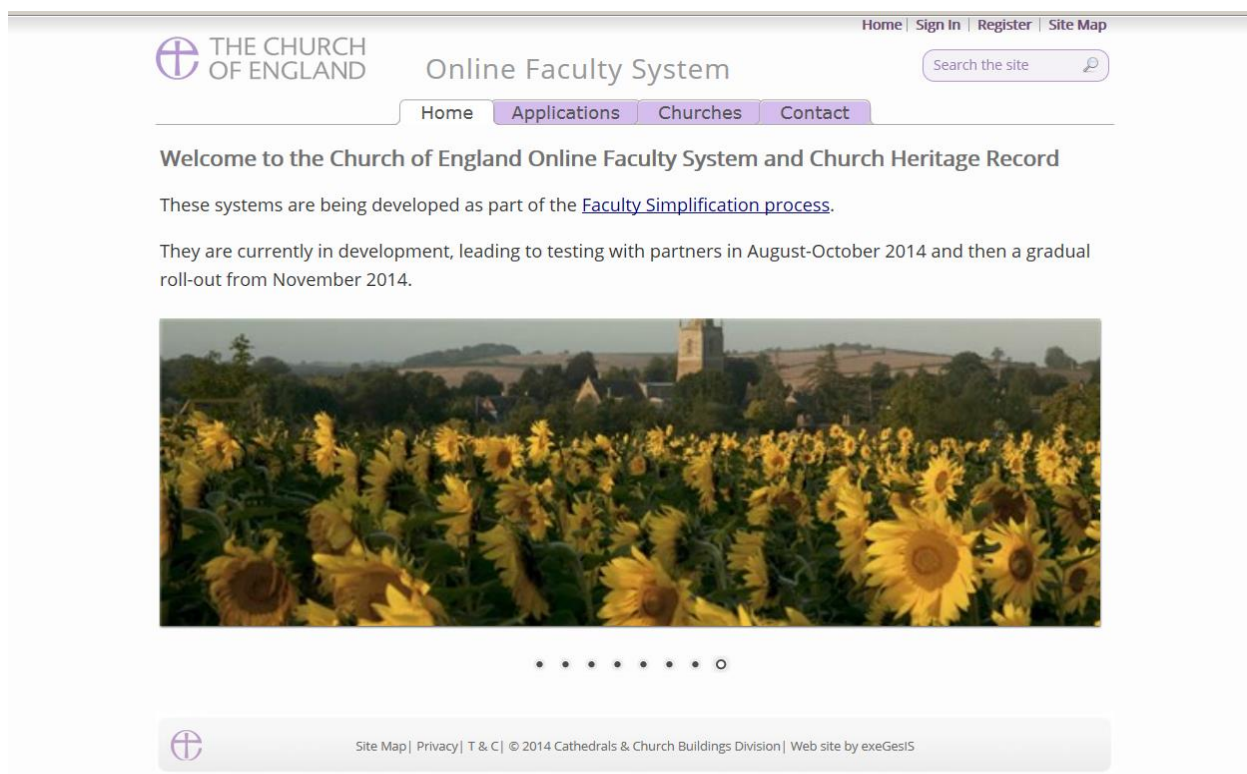 Home | Sign In | Register | Site Map
THE CHURCH
OF ENGLAND
Online Faculty System
Search the site
Home Applications Churches Contact
Welcome to the Church of England Online Faculty System and Church Heritage Record
These systems are being developed as part of the Faculty Simplification process.
They are currently in development, leading to testing with partners in August-October 2014 and then a gradual
roll-out from November 2014.
Site Map| Privacy| T & C| © 2014 Cathedrals & Church Buildings Division| Web site by exeGesIS